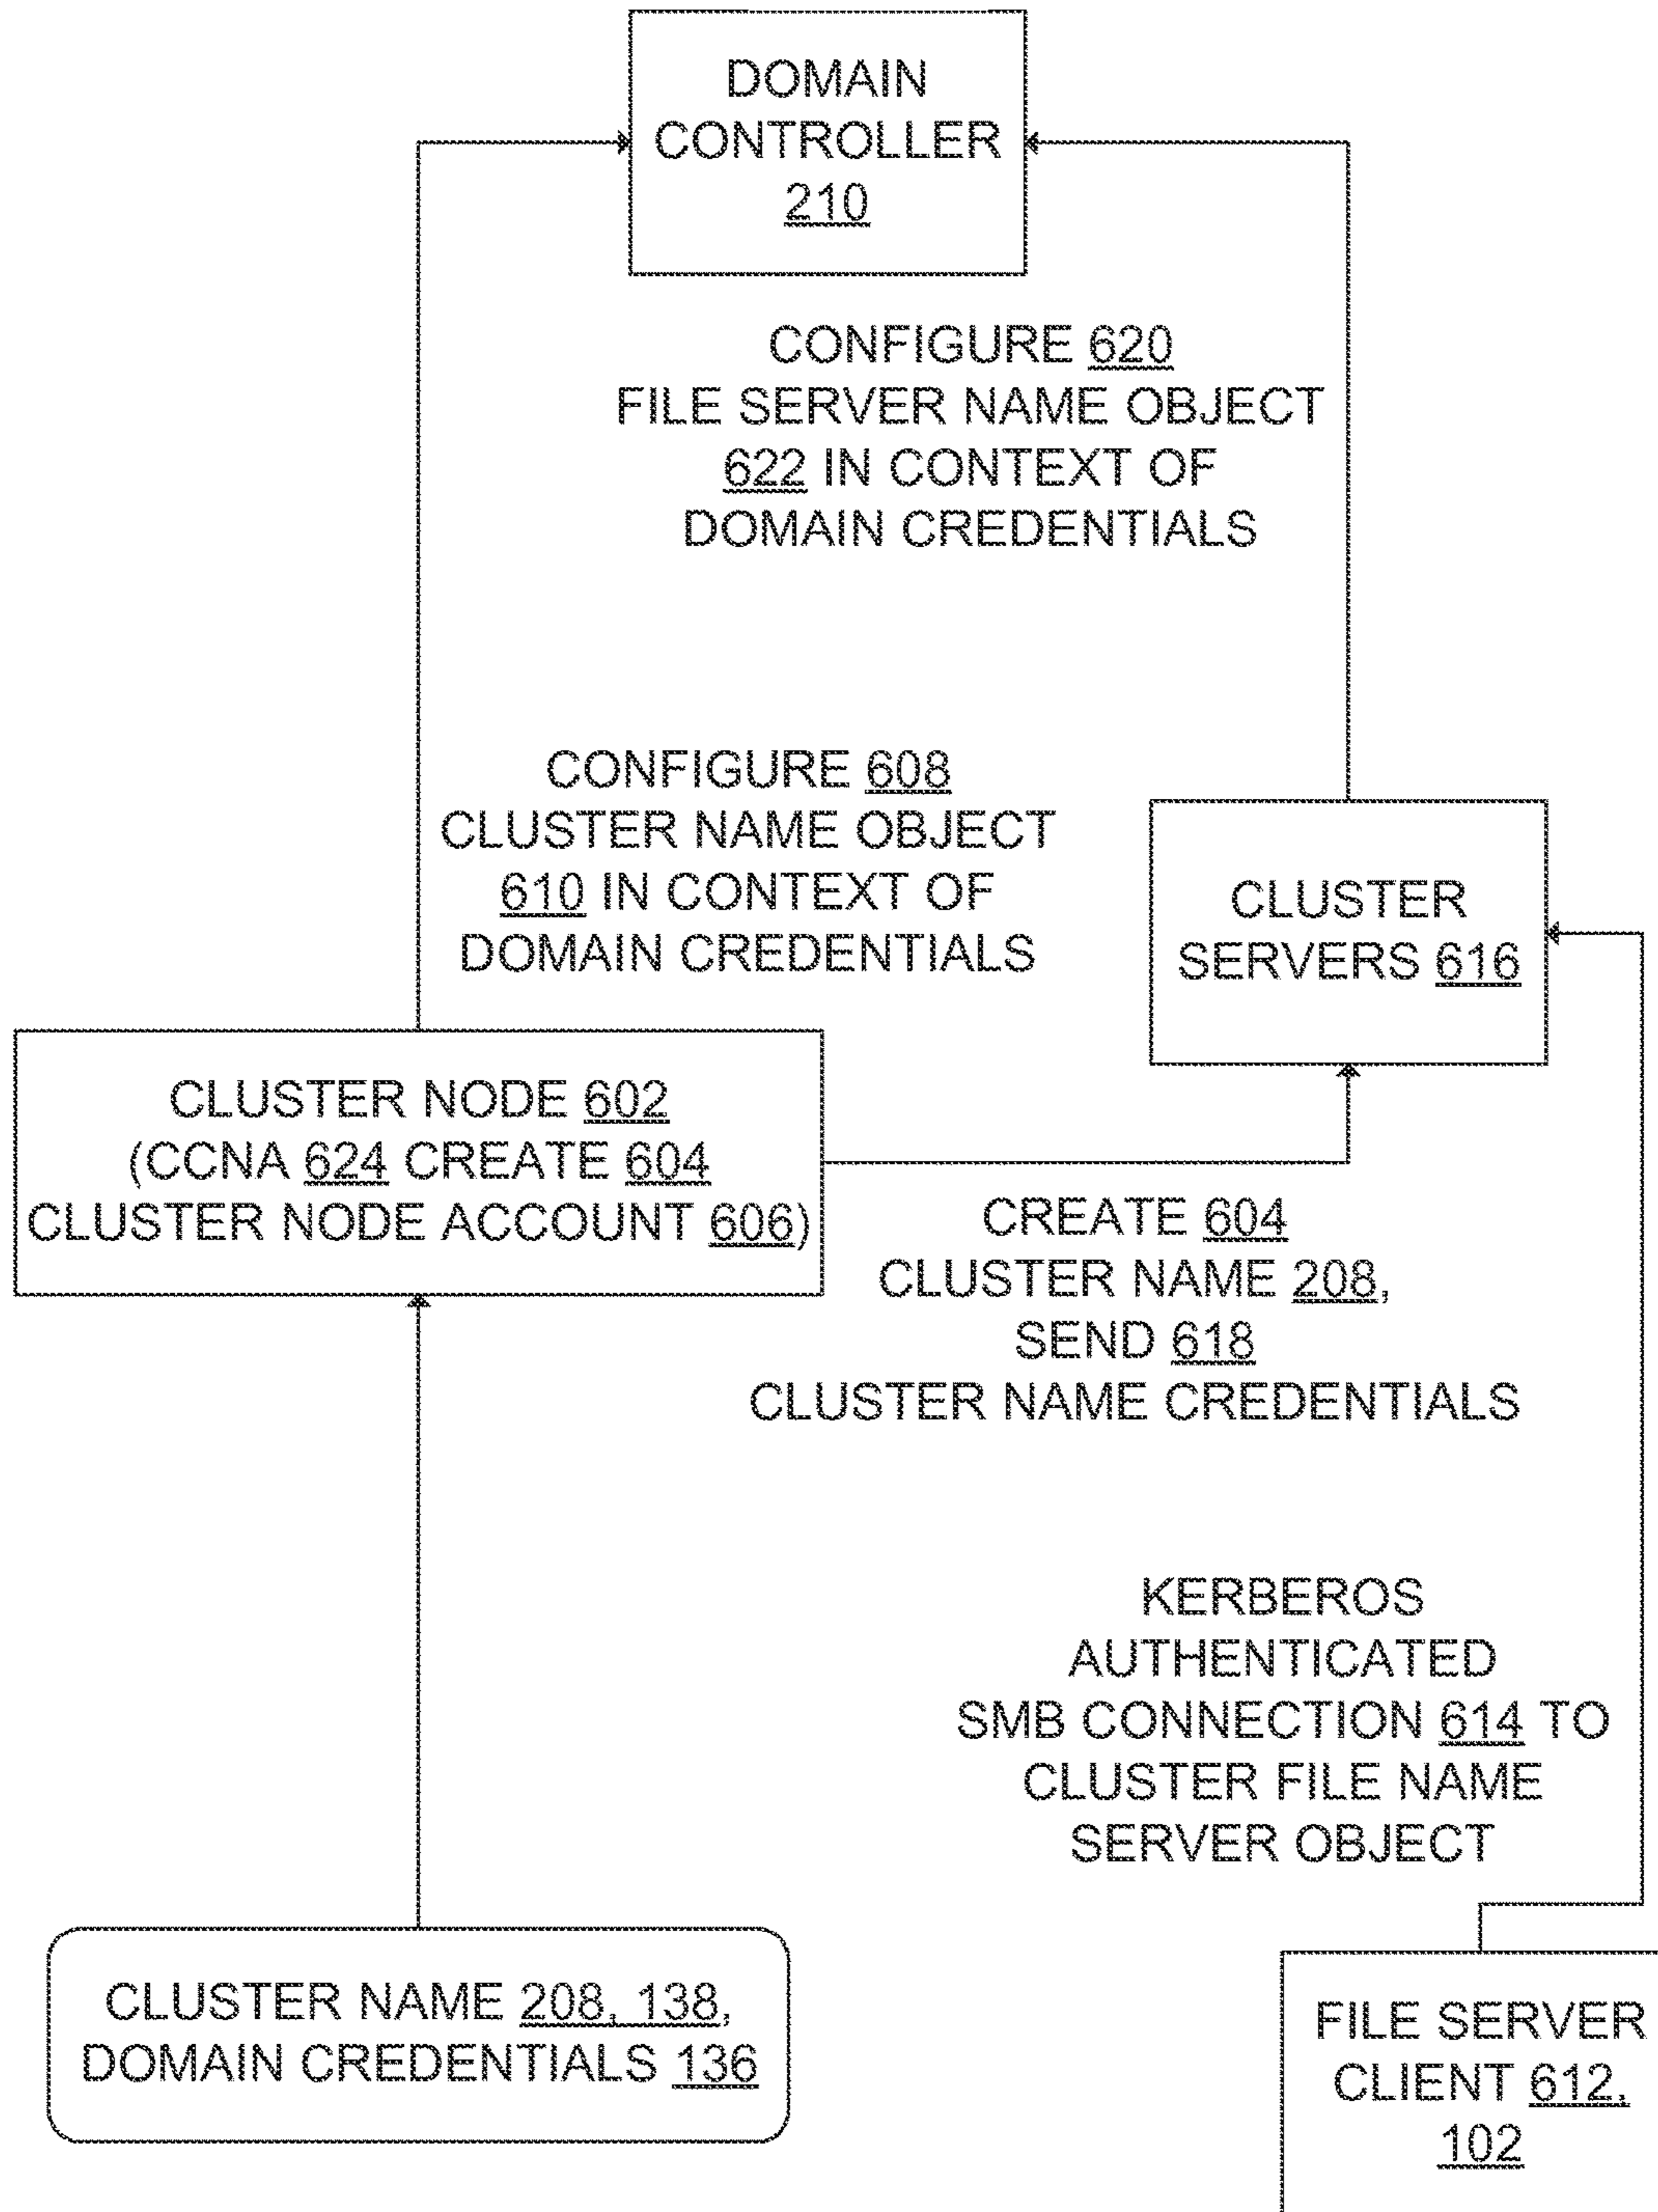 DOMAIN
CONTROLLER
210
CONFIGURE 620
FILE SERVER NAME OBJECT
622 IN CONTEXT OF
DOMAIN CREDENTIALS
CONFIGURE 608
CLUSTER NAME OBJECT
610 IN CONTEXT OF
DOMAIN CREDENTIALS
CLUSTER
SERVERS 616
CLUSTER NODE 602
(CCNA 624 CREATE 604
CLUSTER NODE ACCOUNT 606)
CREATE 604
CLUSTER NAME 208,
SEND 618
CLUSTER NAME CREDENTIALS
KERBEROS
AUTHENTICATED
SMB CONNECTION 614 TO
CLUSTER FILE NAME
SERVER OBJECT
CLUSTER NAME 208, 138,
DOMAIN CREDENTIALS 136
FILE SERVER
CLIENT 612,
102